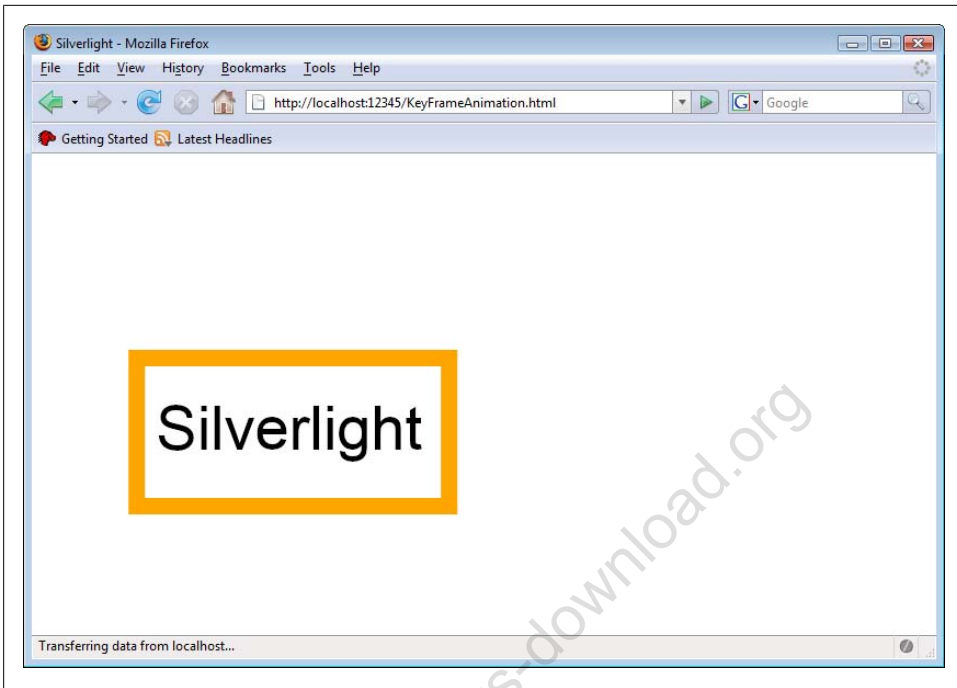 Silverlight - Mozilla Firefox
File Edit View History Bookmarks Tools Help
http://localhost:12345/KeyFrameAnimation.html
G Google
Getting Started Latest Headlines
Silverlight
s-download.org
Transferring data from localhost...